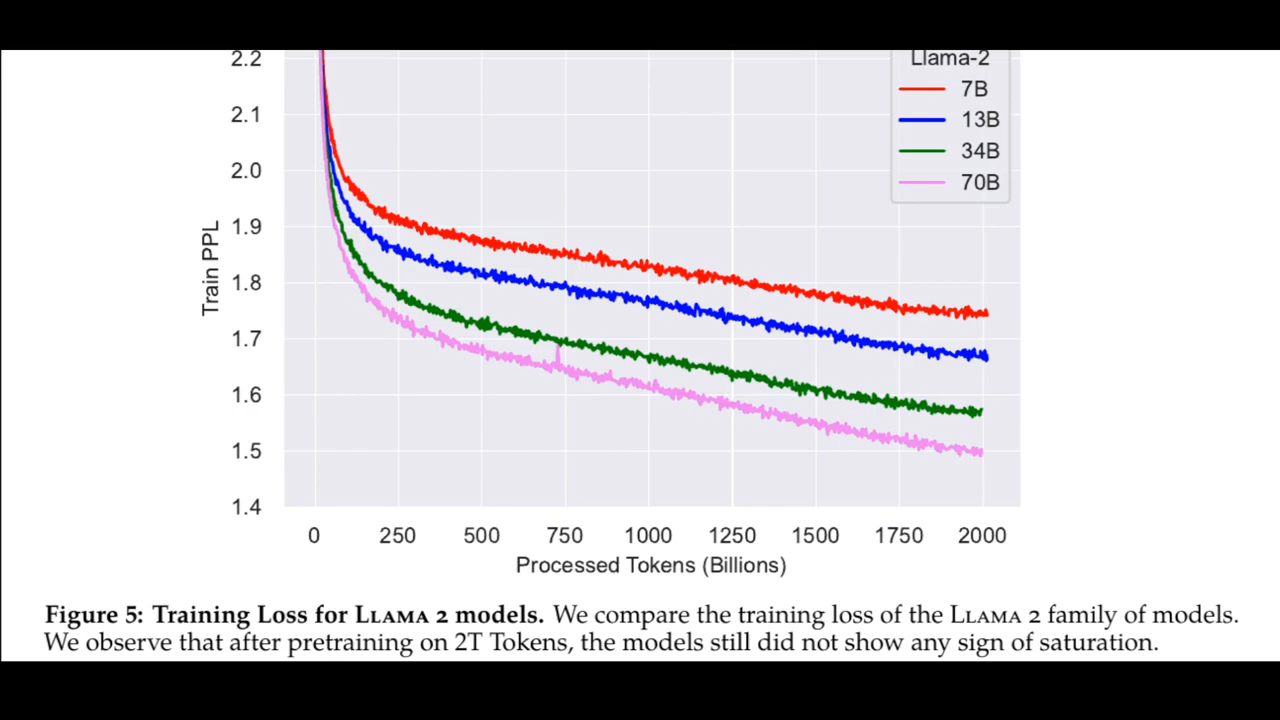 2.2
2.1
2.0
1.9
1.8
1.7
1.6
1.5
1.4
Train PPL
Llama-2
7B
13B
34B
70B
0 250 500 750 1000 1250 1500 1750 2000
Processed Tokens (Billions)
Figure 5: Training Loss for Llama 2 models. We compare the training loss of the Llama 2 family of models.
We observe that after pretraining on 2T Tokens, the models still did not show any sign of saturation.